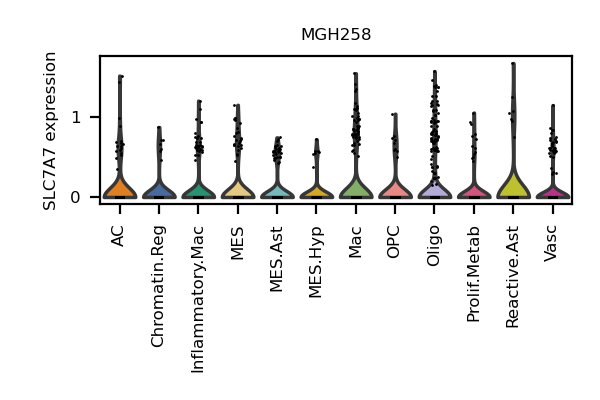 MGH258
SLC7A7 expression
1
0
AC
Chromatin.Reg
Inflammatory.Mac
MES
MES.Ast
MES.Hyp
Mac
OPC
Oligo
Prolif.Metab
Reactive.Ast
Vasc